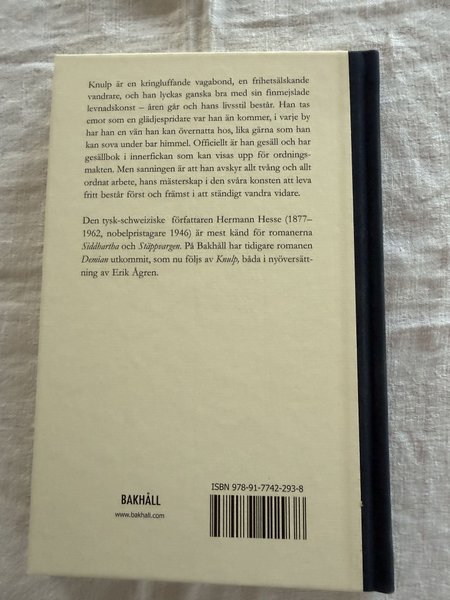 Knulp är en kringluffande vagabond, en frihetsälskande
vandrare, och han lyckas ganska bra med sin finmejslade
levnadskonst – åren går och hans livsstil består. Han tas
emot som en glädjespridare var han än kommer, i varje by
har han en vän han kan övernatta hos, lika gärna som han
kan sova under bar himmel. Officiellt är han gesäll och har
gesällbok i innerfickan som kan visas upp för ordnings-
makten. Men sanningen är att han avskyr allt tvång och allt
ordnat arbete, hans mästerskap i den svåra konsten att leva
fritt består först och främst i att ständigt vandra vidare.
Den tysk-schweiziske författaren Hermann Hesse (1877–
1962, nobelpristagare 1946) är mest känd för romanerna
Siddhartha och Stäppvargen. På Bakhåll har tidigare romanen
Demian utkommit, som nu följs av Knulp, båda i nyöversätt-
ning av Erik Ågren.
ISBN 978-91-7742-293-8
BAKHÅLL
www.bakhall.com